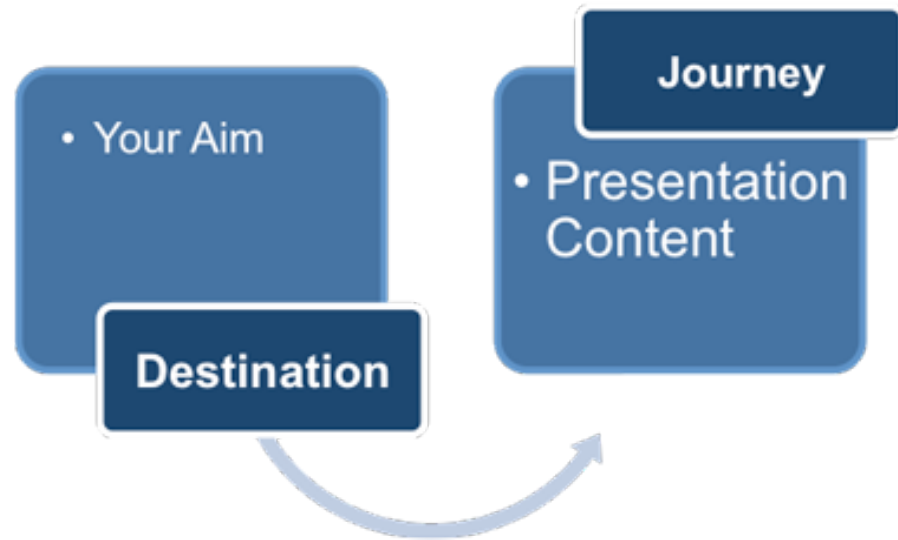 • Your Aim
Destination
Journey
• Presentation
Content